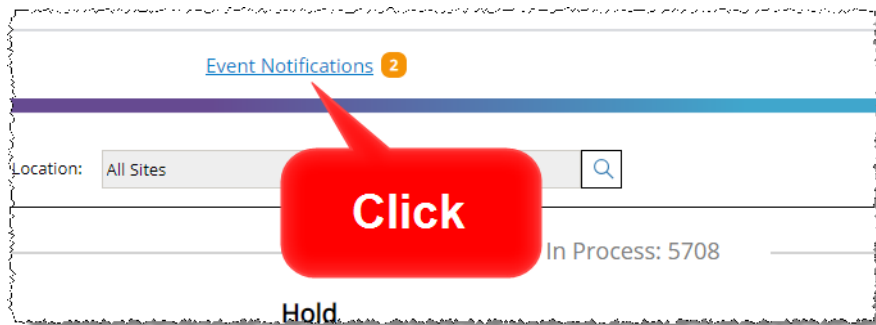 Event Notifications 2
Location: All Sites
Click
In Process: 5708
Hold